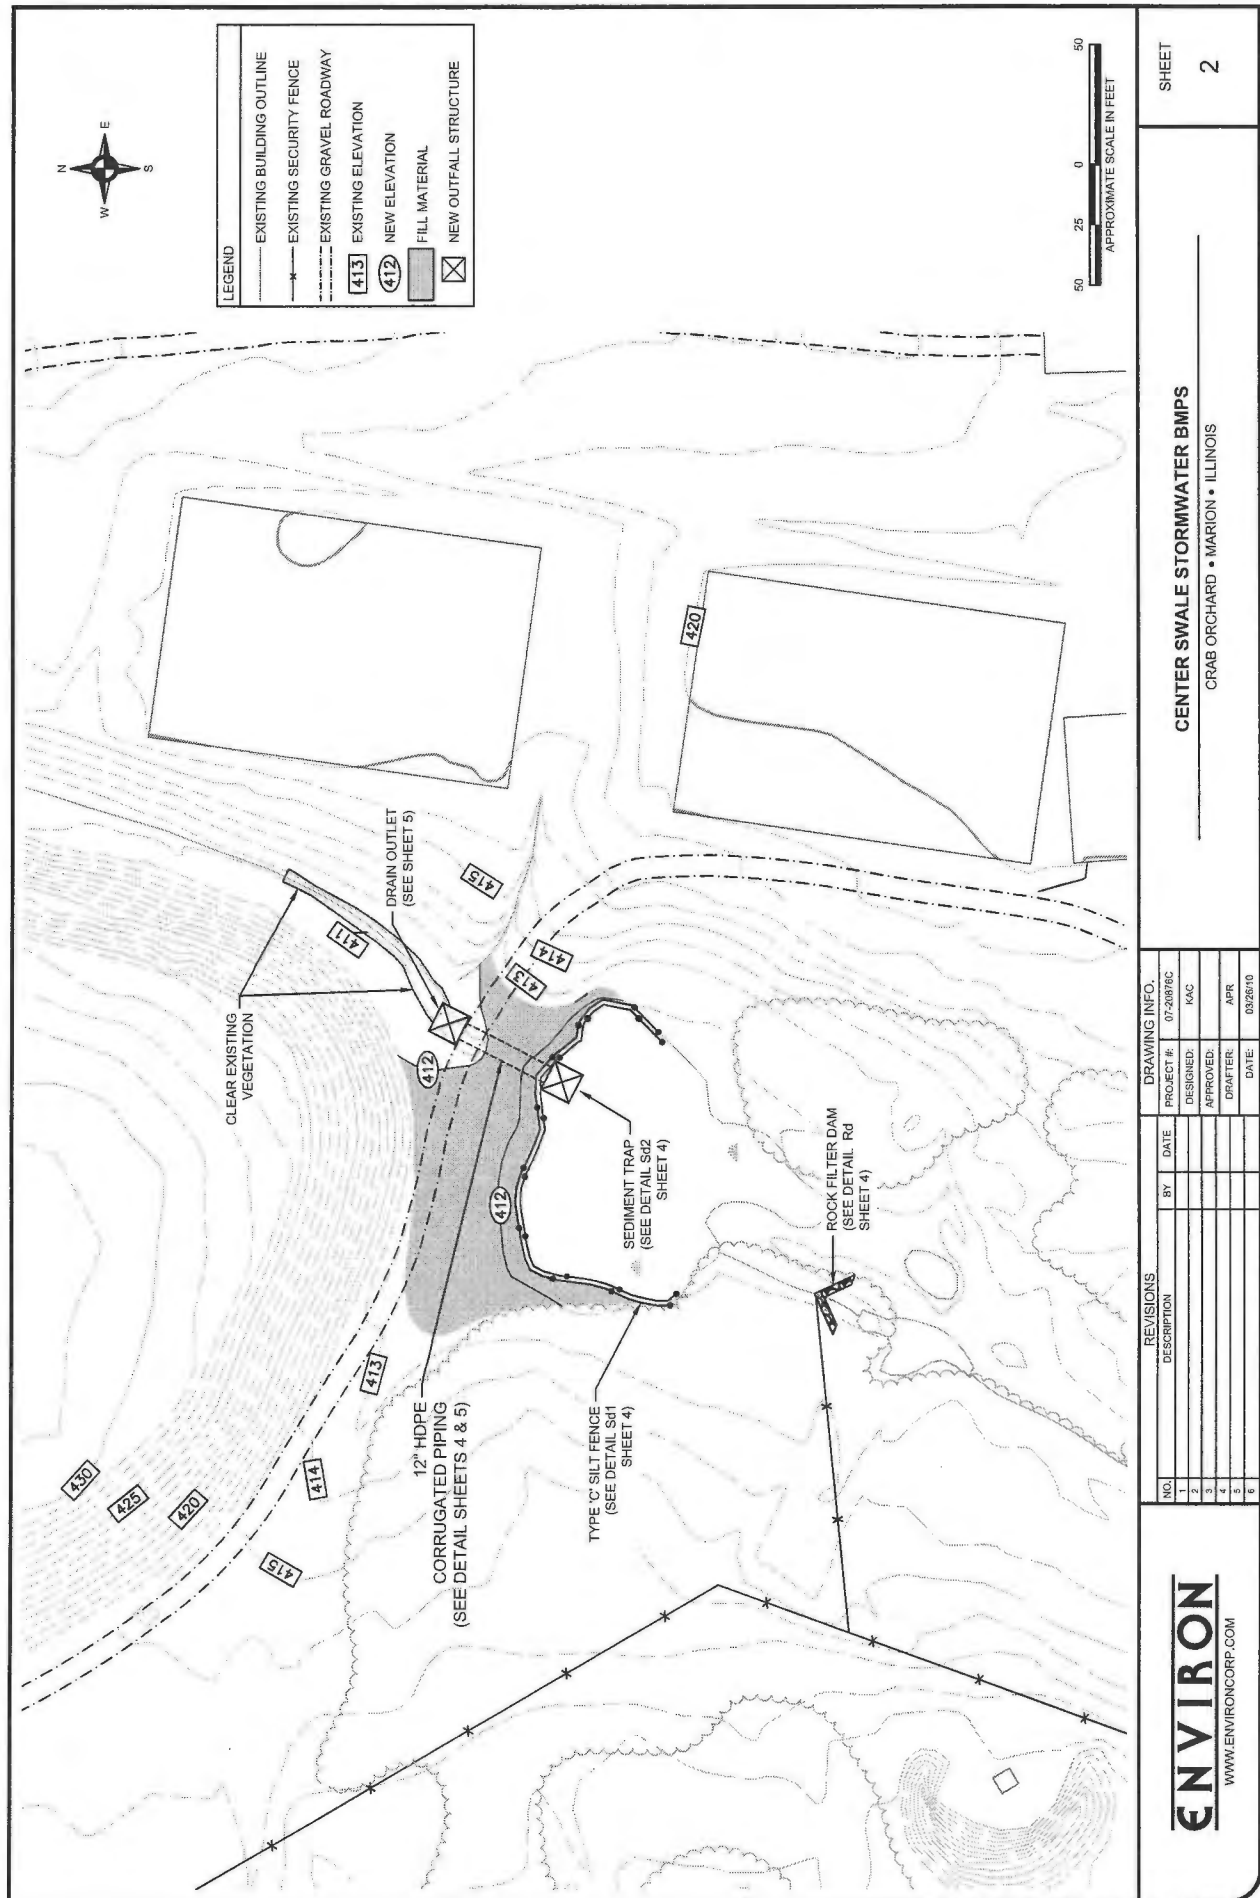 N
W
E
S
LEGEND
EXISTING BUILDING OUTLINE
EXISTING SECURITY FENCE
EXISTING GRAVEL ROADWAY
413 EXISTING ELEVATION
412 NEW ELEVATION
FILL MATERIAL
NEW OUTFALL STRUCTURE
50 25 0 50
APPROXIMATE SCALE IN FEET
CLEAR EXISTING
VEGETATION
411
DRAIN OUTLET
(SEE SHEET 5)
415
412
413
414
420
430
425
420
415
414
413
12" HDPE
CORRUGATED PIPING
(SEE DETAIL SHEETS 4 & 5)
412
TYPE 'C' SILT FENCE
(SEE DETAIL Sd1
SHEET 4)
SEDIMENT TRAP
(SEE DETAIL Sd2
SHEET 4)
ROCK FILTER DAM
(SEE DETAIL Rd
SHEET 4)
ENVIRON
WWW.ENVIRONCORP.COM
REVISIONS
NO. DESCRIPTION BY DATE
1
2
3
4
5
6
DRAWING INFO.
PROJECT #: 07-20876C
DESIGNED: KAC
APPROVED:
DRAFTER: APR
DATE: 03/26/10
CENTER SWALE STORMWATER BMPS
CRAB ORCHARD • MARION • ILLINOIS
SHEET
2